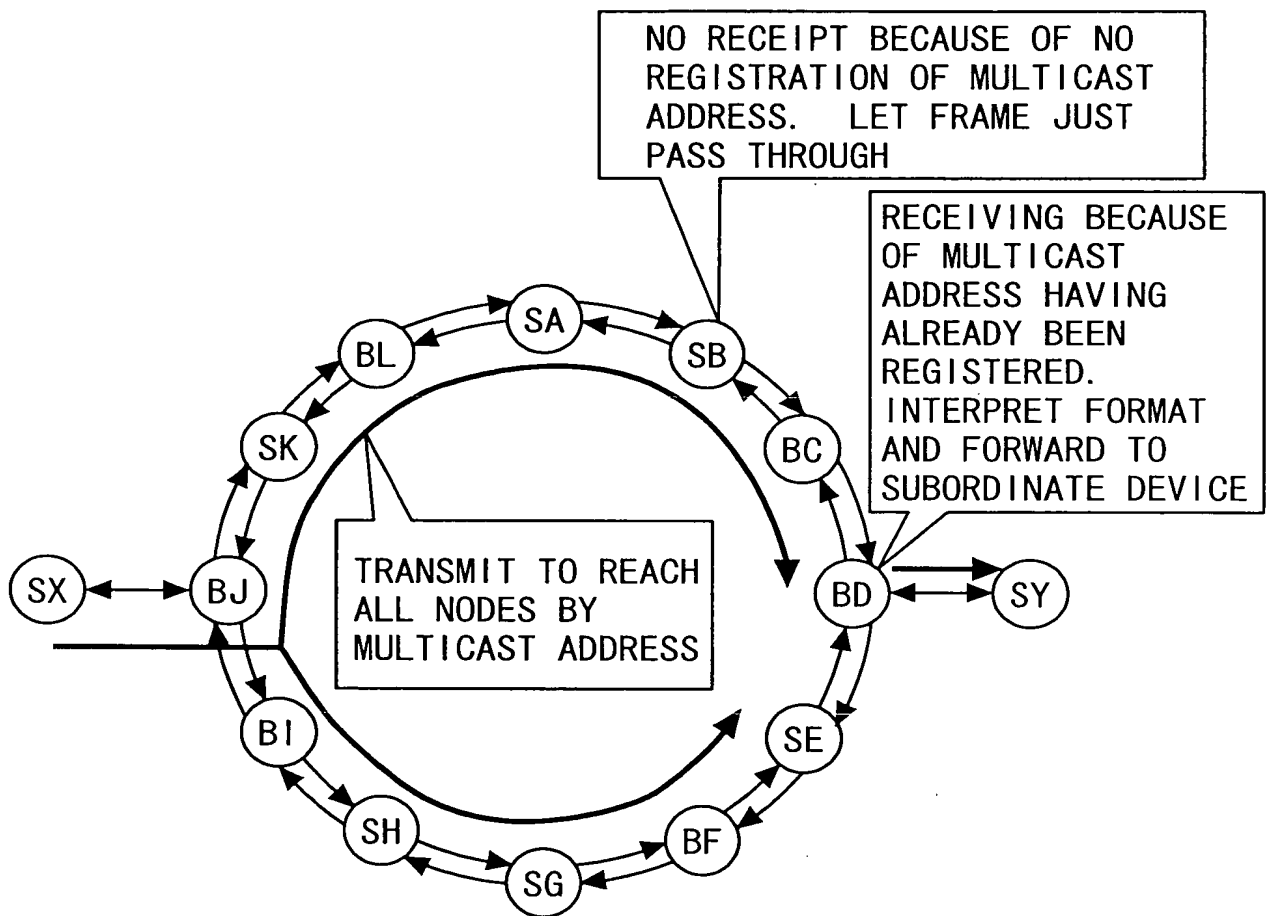 NO RECEIPT BECAUSE OF NO
REGISTRATION OF MULTICAST
ADDRESS. LET FRAME JUST
PASS THROUGH
RECEIVING BECAUSE
OF MULTICAST
ADDRESS HAVING
ALREADY BEEN
REGISTERED.
INTERPRET FORMAT
AND FORWARD TO
SUBORDINATE DEVICE
SA
BL
SB
SK
BC
TRANSMIT TO REACH
ALL NODES BY
MULTICAST ADDRESS
SX
BJ
BD
SY
BI
SE
SH
BF
SG